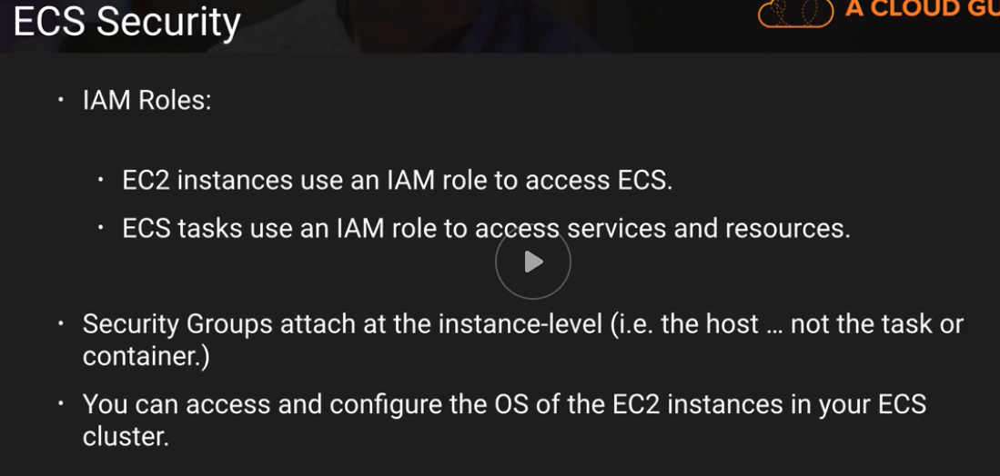 ECS Security
A CLOUD GU
• IAM Roles:
• EC2 instances use an IAM role to access ECS.
• ECS tasks use an IAM role to access services and resources.
• Security Groups attach at the instance-level (i.e. the host ... not the task or
container.)
• You can access and configure the OS of the EC2 instances in your ECS
cluster.